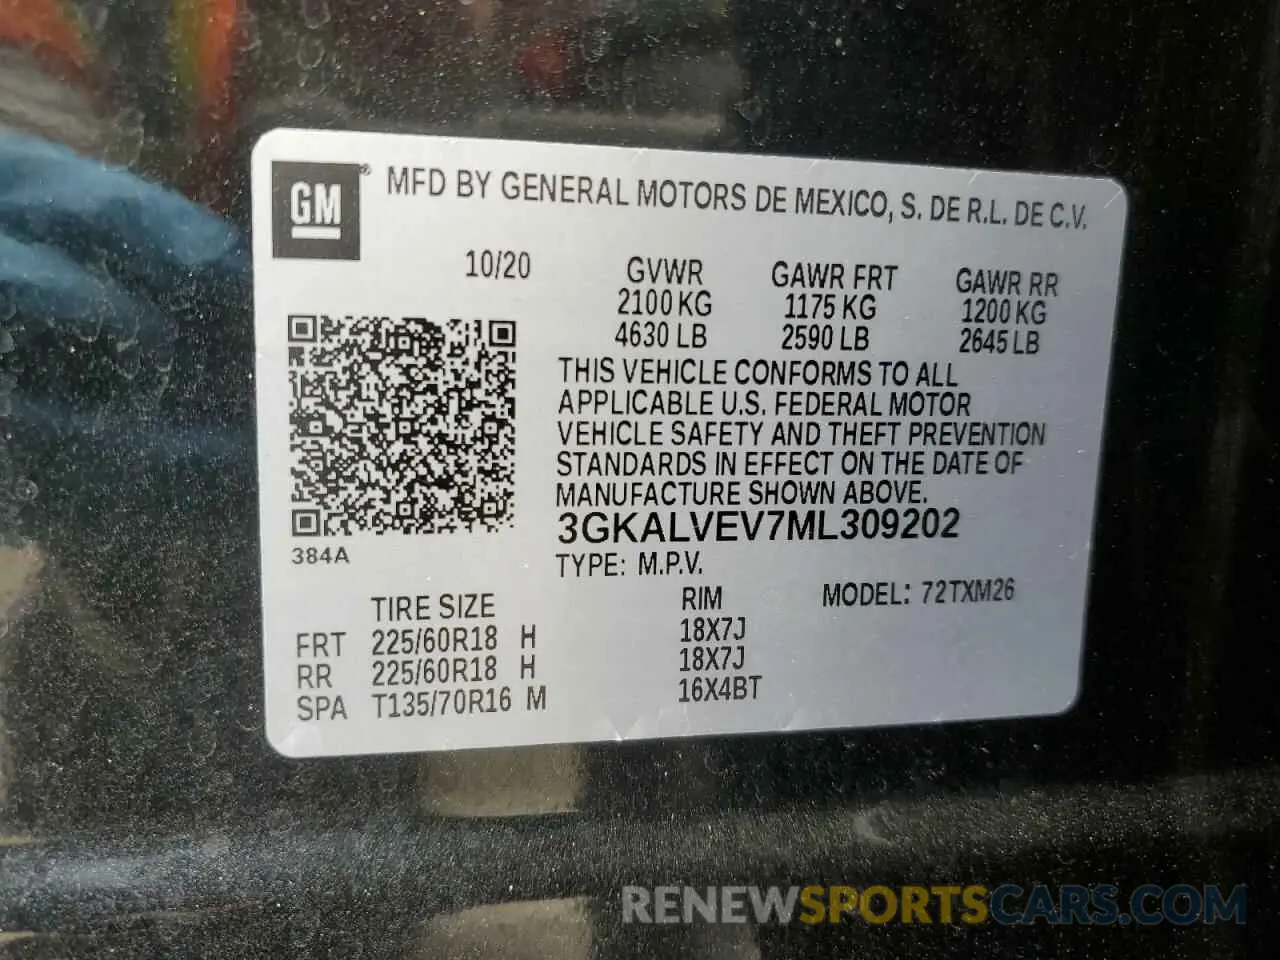 GM® MFD BY GENERAL MOTORS DE MEXICO, S. DE R.L. DE C.V.
10/20
GVWR GAWR FRT GAWR RR
2100 KG 1175 KG 1200 KG
4630 LB 2590 LB 2645 LB
THIS VEHICLE CONFORMS TO ALL
APPLICABLE U.S. FEDERAL MOTOR
VEHICLE SAFETY AND THEFT PREVENTION
STANDARDS IN EFFECT ON THE DATE OF
MANUFACTURE SHOWN ABOVE.
3GKALVEV7ML309202
384A
TYPE: M.P.V.
TIRE SIZE RIM MODEL: 72TXM26
FRT 225/60R18 H 18X7J
RR 225/60R18 H 18X7J
SPA T135/70R16 M 16X4BT
RENEWSPORTSCARS.COM